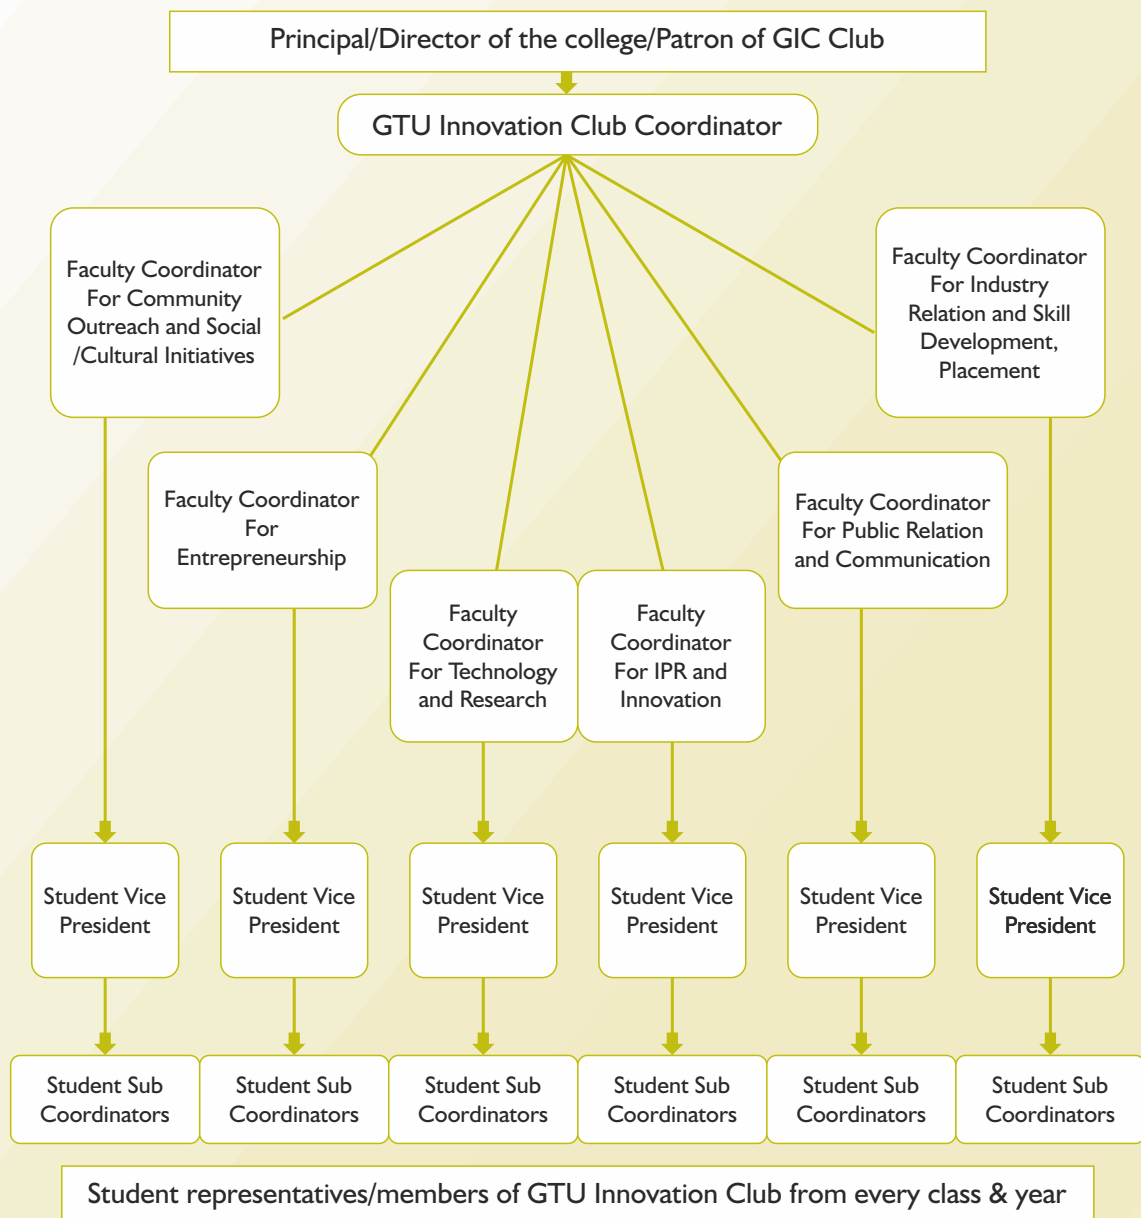 Principal/Director of the college/Patron of GIC Club
GTU Innovation Club Coordinator
Faculty Coordinator
For Community
Outreach and Social
/Cultural Initiatives
Faculty Coordinator
For Industry
Relation and Skill
Development,
Placement
Faculty Coordinator
For
Entrepreneurship
Faculty Coordinator
For Public Relation
and Communication
Faculty
Coordinator
For Technology
and Research
Faculty
Coordinator
For IPR and
Innovation
Student Vice
President
Student Vice
President
Student Vice
President
Student Vice
President
Student Vice
President
Student Vice
President
Student Sub
Coordinators
Student Sub
Coordinators
Student Sub
Coordinators
Student Sub
Coordinators
Student Sub
Coordinators
Student Sub
Coordinators
Student representatives/members of GTU Innovation Club from every class & year